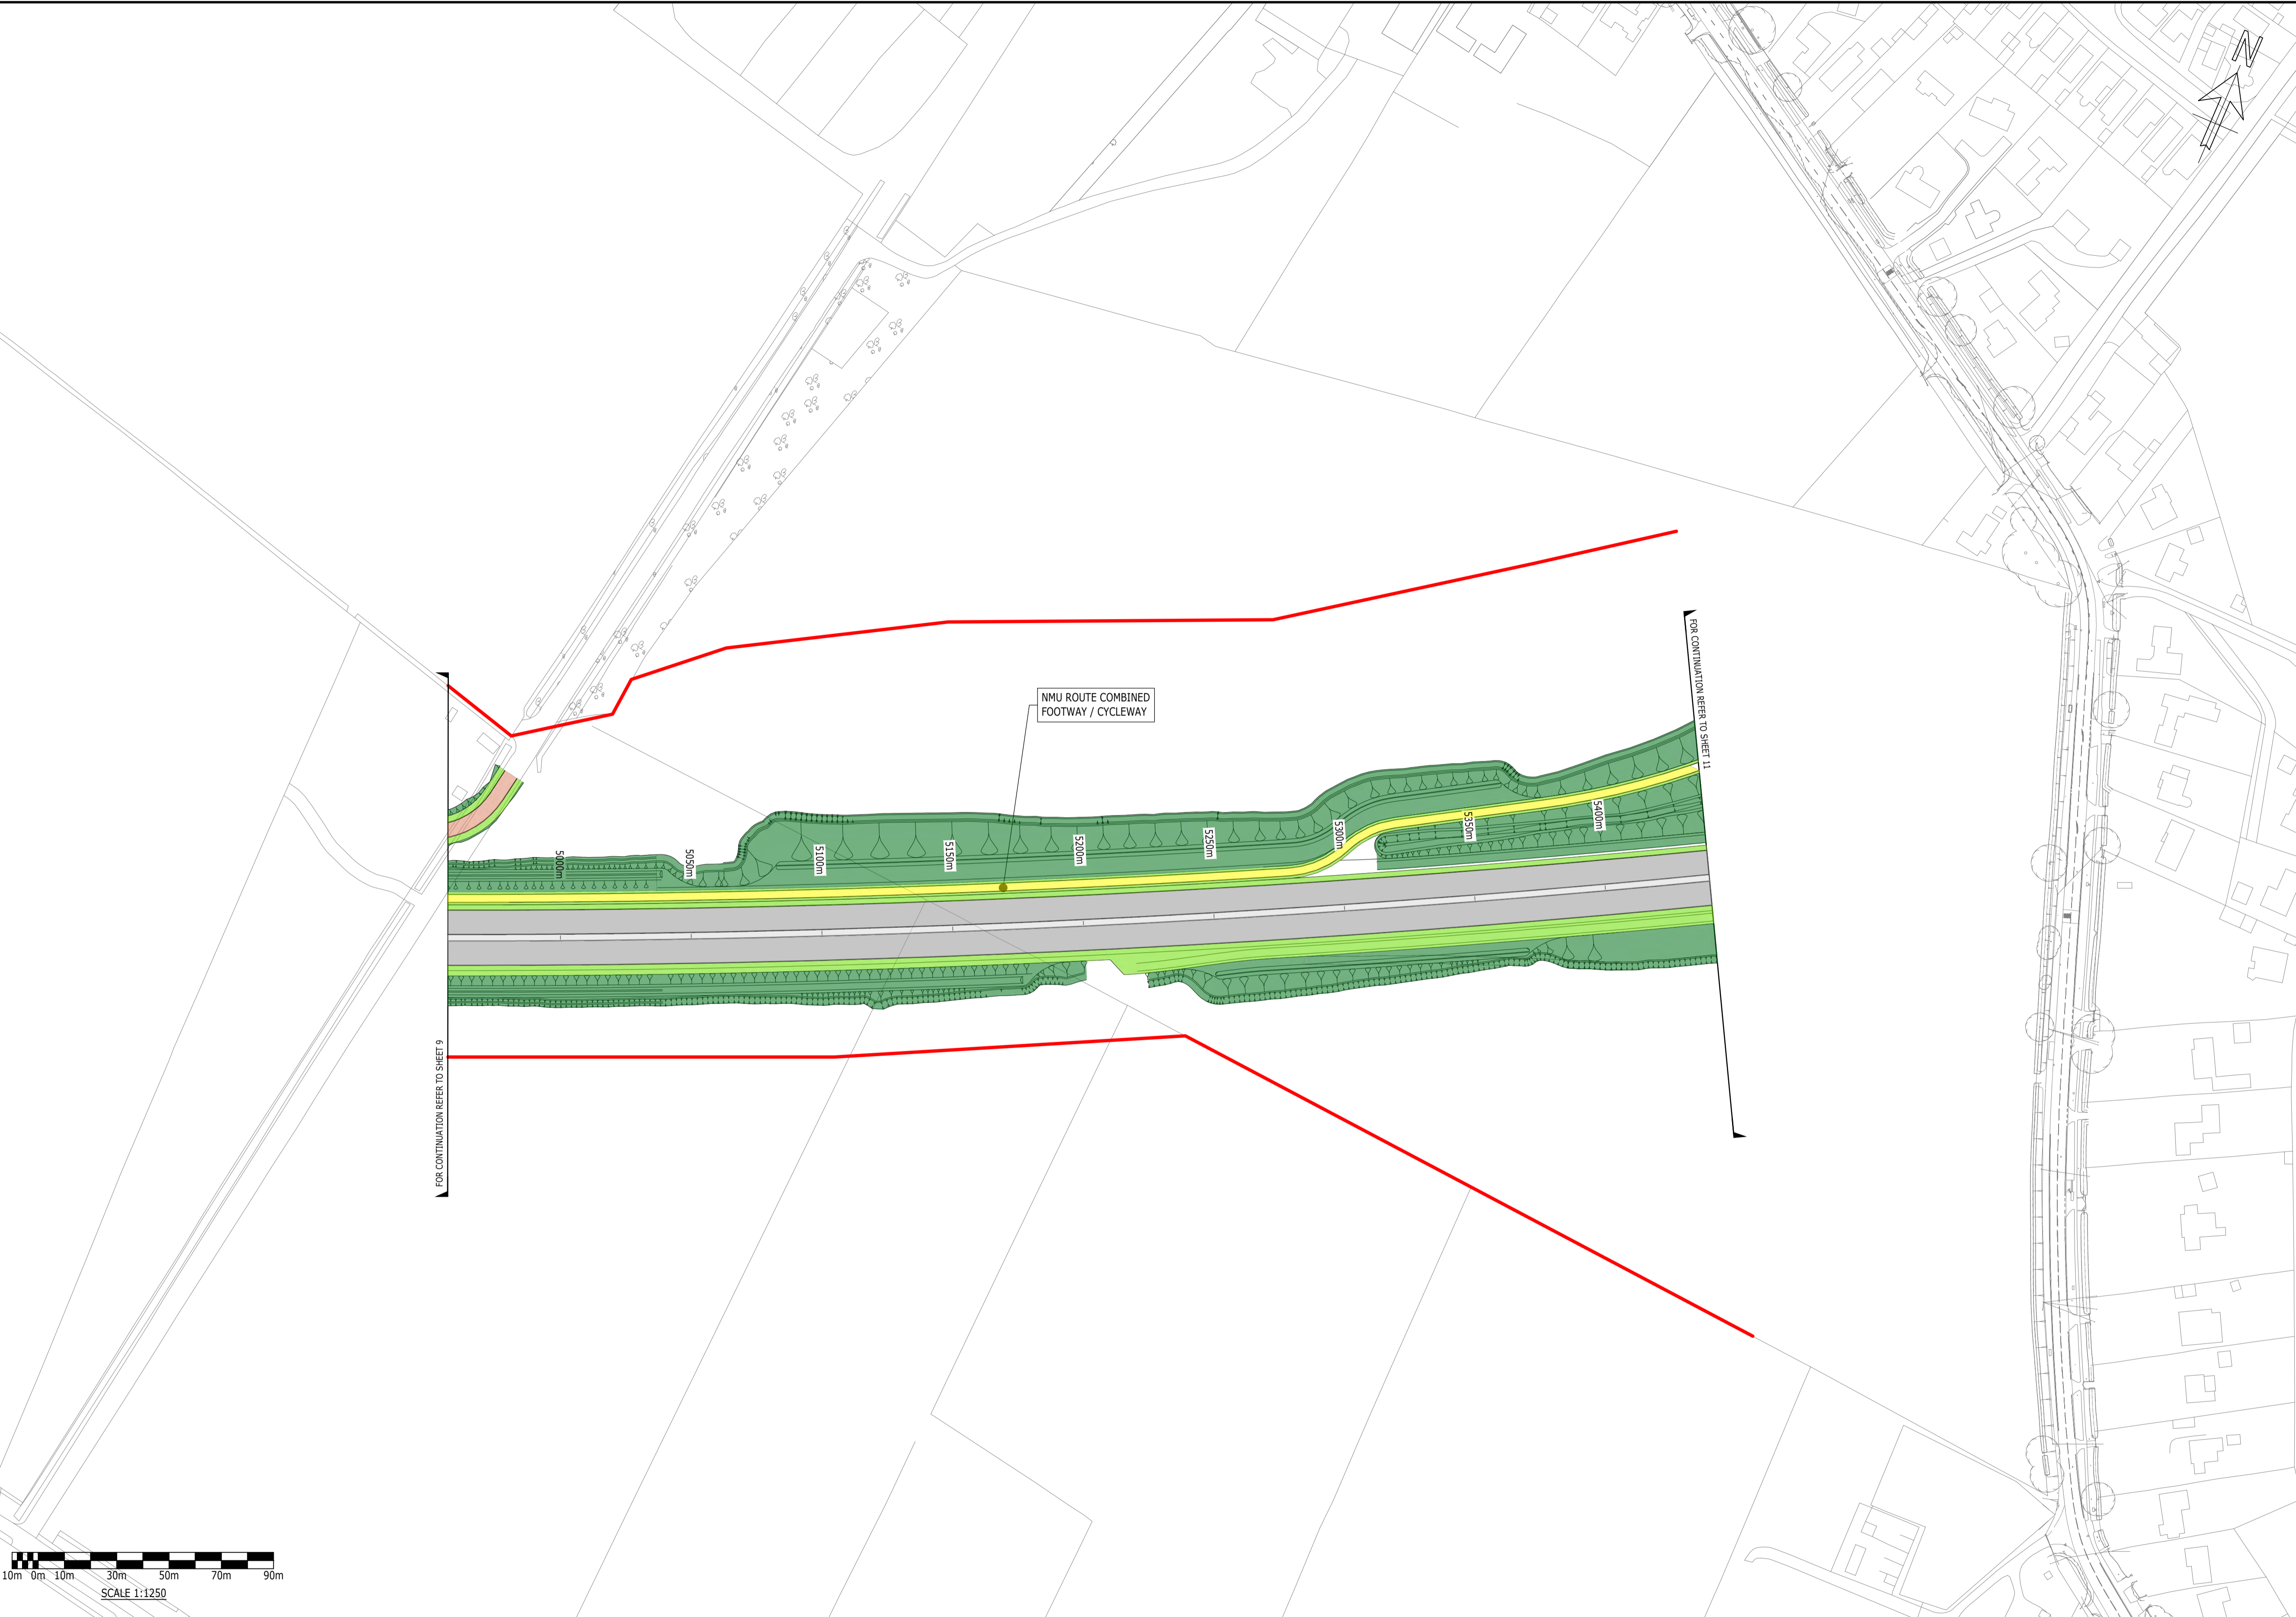 N
NMU ROUTE COMBINED
FOOTWAY / CYCLEWAY
FOR CONTINUATION REFER TO SHEET 11
5000m
5050m
5100m
5150m
5200m
5250m
5300m
5350m
5400m
FOR CONTINUATION REFER TO SHEET 9
10m 0m 10m 30m 50m 70m 90m
SCALE 1:1250